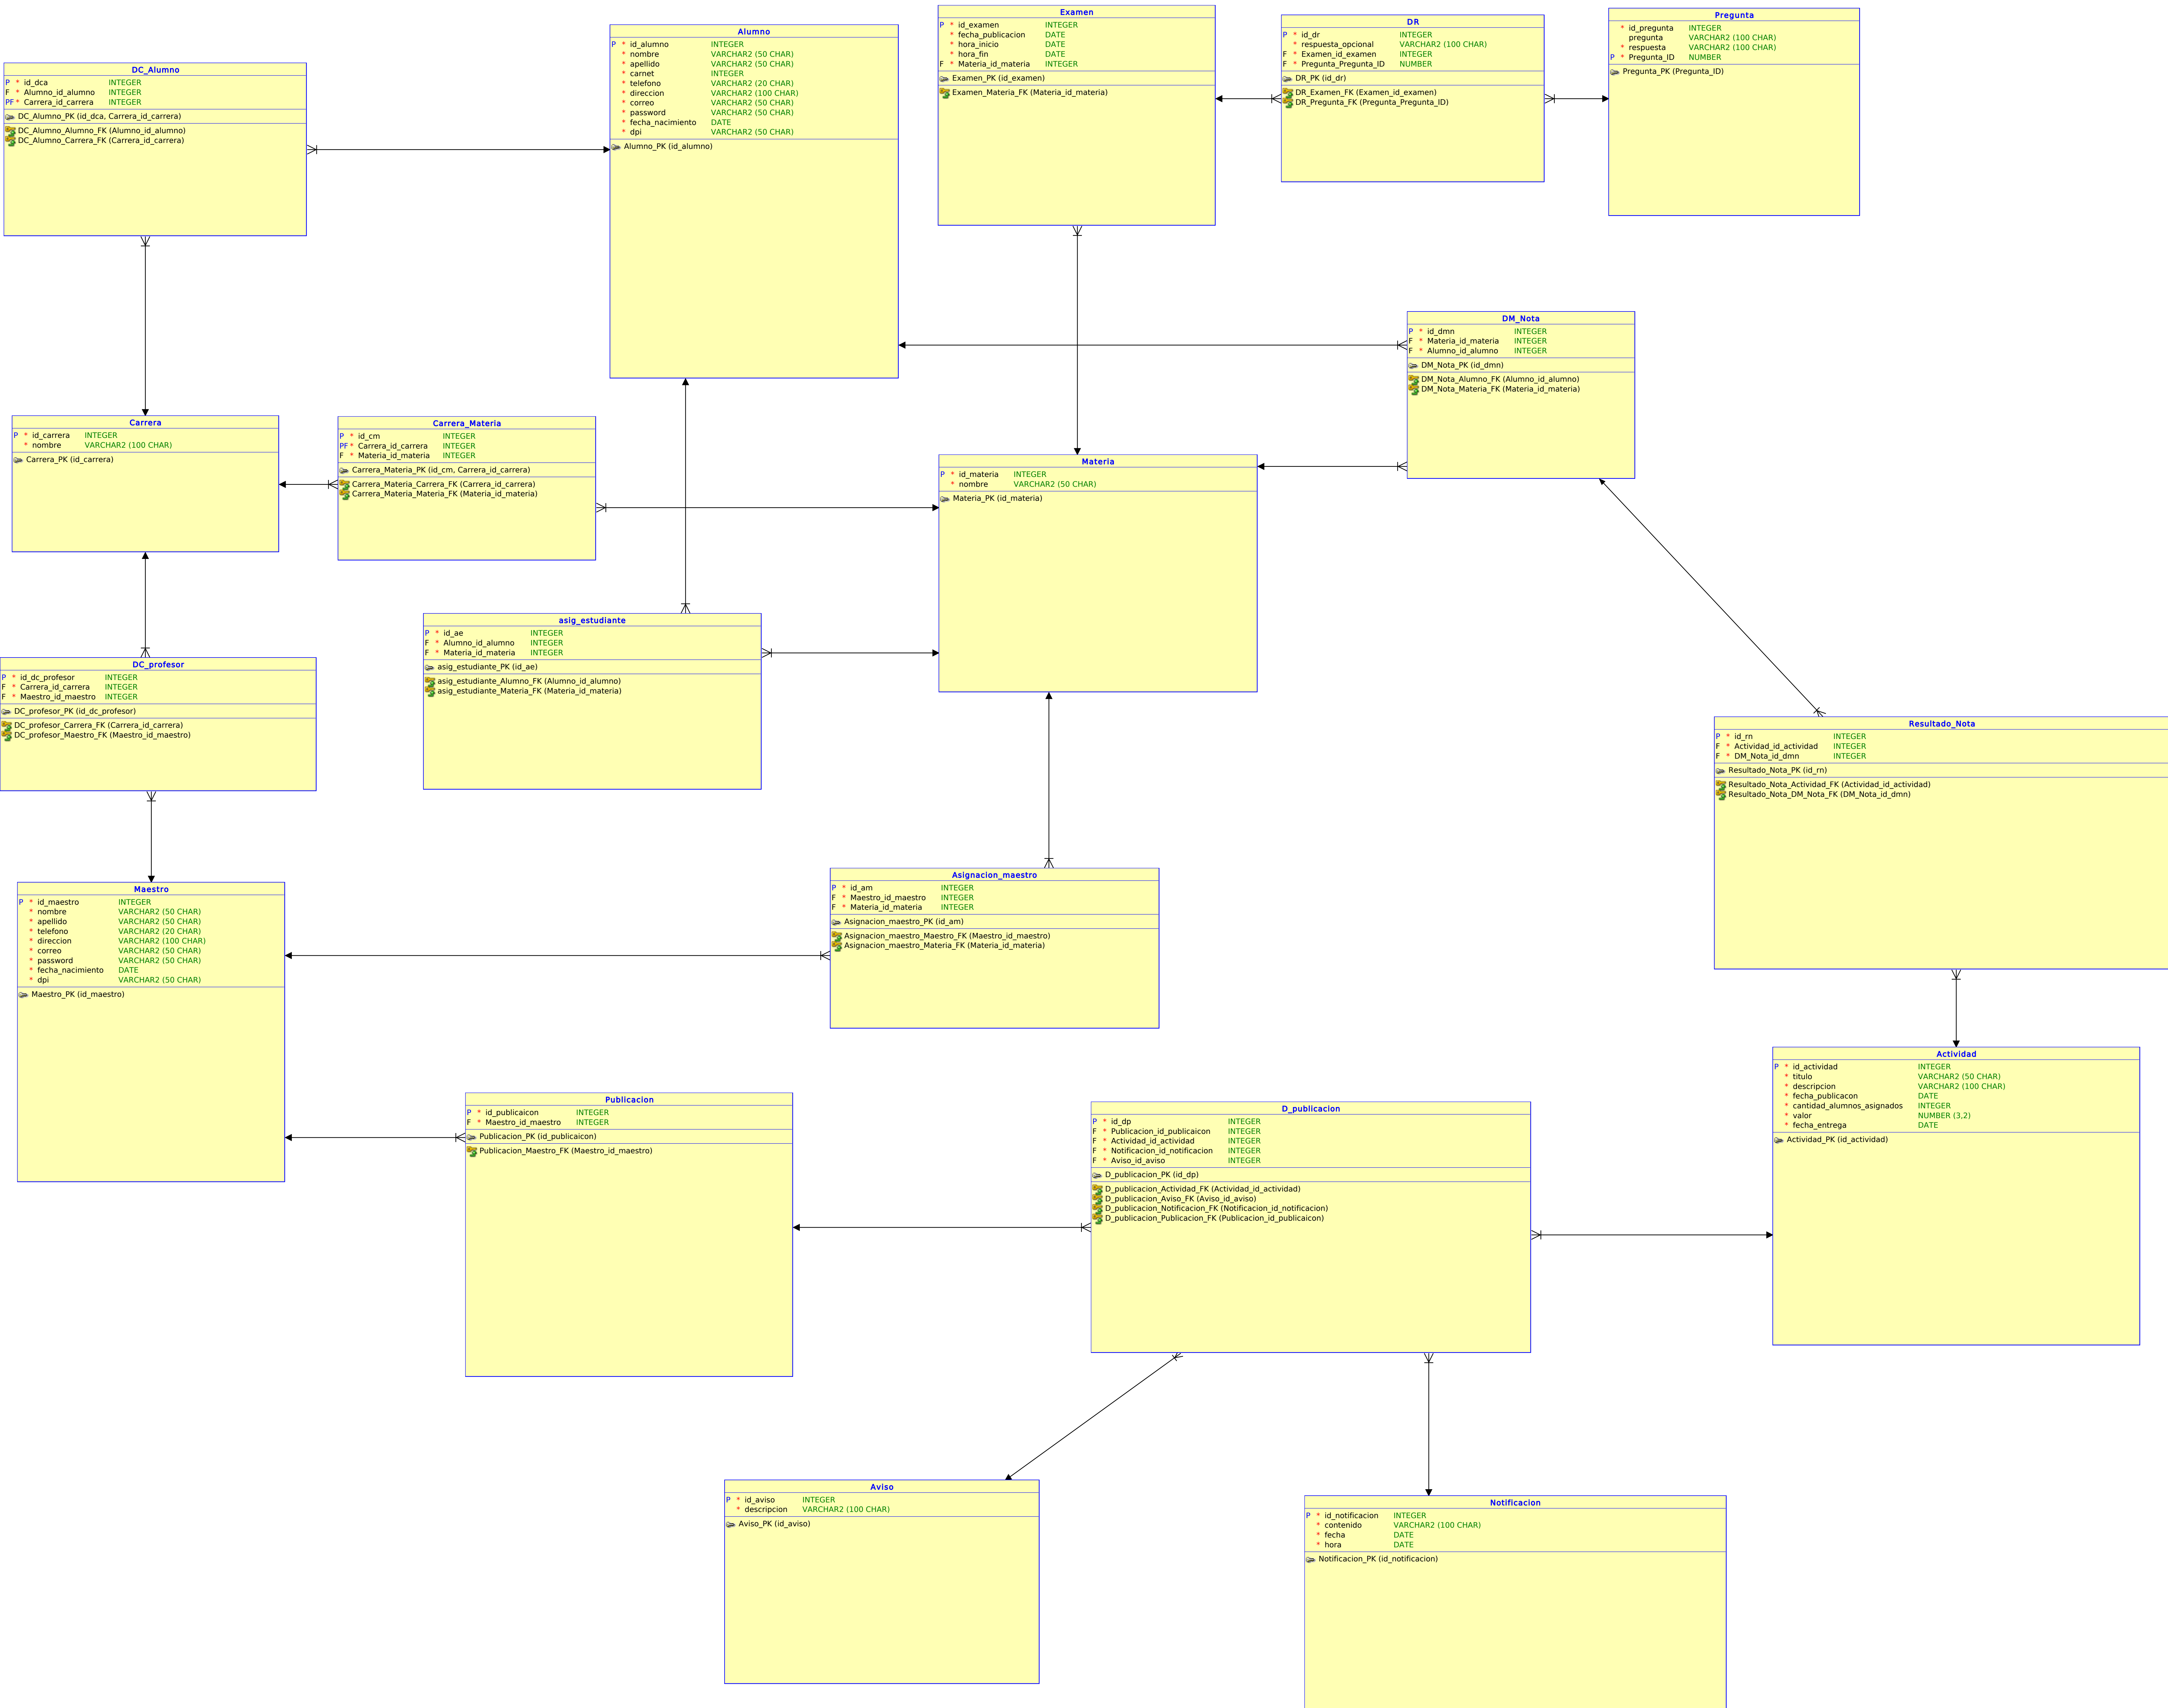 DC_Alumno
P * id_dca INTEGER
F * Alumno_id_alumno INTEGER
PF * Carrera_id_carrera INTEGER
DC_Alumno_PK (id_dca, Carrera_id_carrera)
DC_Alumno_Alumno_FK (Alumno_id_alumno)
DC_Alumno_Carrera_FK (Carrera_id_carrera)
Alumno
P * id_alumno INTEGER
* nombre VARCHAR2 (50 CHAR)
* apellido VARCHAR2 (50 CHAR)
* carnet INTEGER
* telefono VARCHAR2 (20 CHAR)
* direccion VARCHAR2 (100 CHAR)
* correo VARCHAR2 (50 CHAR)
* password VARCHAR2 (50 CHAR)
* fecha_nacimiento DATE
* dpi VARCHAR2 (50 CHAR)
Alumno_PK (id_alumno)
Examen
P * id_examen INTEGER
* fecha_publicacion DATE
* hora_inicio DATE
* hora_fin DATE
F * Materia_id_materia INTEGER
Examen_PK (id_examen)
Examen_Materia_FK (Materia_id_materia)
DR
P * id_dr INTEGER
* respuesta_opcional VARCHAR2 (100 CHAR)
F * Examen_id_examen INTEGER
F * Pregunta_Pregunta_ID NUMBER
DR_PK (id_dr)
DR_Examen_FK (Examen_id_examen)
DR_Pregunta_FK (Pregunta_Pregunta_ID)
Pregunta
* id_pregunta INTEGER
pregunta VARCHAR2 (100 CHAR)
* respuesta VARCHAR2 (100 CHAR)
P * Pregunta_ID NUMBER
Pregunta_PK (Pregunta_ID)
DM_Nota
P * id_dmn INTEGER
F * Materia_id_materia INTEGER
F * Alumno_id_alumno INTEGER
DM_Nota_PK (id_dmn)
DM_Nota_Alumno_FK (Alumno_id_alumno)
DM_Nota_Materia_FK (Materia_id_materia)
Carrera
P * id_carrera INTEGER
* nombre VARCHAR2 (100 CHAR)
Carrera_PK (id_carrera)
Carrera_Materia
P * id_cm INTEGER
PF * Carrera_id_carrera INTEGER
F * Materia_id_materia INTEGER
Carrera_Materia_PK (id_cm, Carrera_id_carrera)
Carrera_Materia_Carrera_FK (Carrera_id_carrera)
Carrera_Materia_Materia_FK (Materia_id_materia)
Materia
P * id_materia INTEGER
* nombre VARCHAR2 (50 CHAR)
Materia_PK (id_materia)
asig_estudiante
P * id_ae INTEGER
F * Alumno_id_alumno INTEGER
F * Materia_id_materia INTEGER
asig_estudiante_PK (id_ae)
asig_estudiante_Alumno_FK (Alumno_id_alumno)
asig_estudiante_Materia_FK (Materia_id_materia)
DC_profesor
P * id_dc_profesor INTEGER
F * Carrera_id_carrera INTEGER
F * Maestro_id_maestro INTEGER
DC_profesor_PK (id_dc_profesor)
DC_profesor_Carrera_FK (Carrera_id_carrera)
DC_profesor_Maestro_FK (Maestro_id_maestro)
Resultado_Nota
P * id_rn INTEGER
F * Actividad_id_actividad INTEGER
F * DM_Nota_id_dmn INTEGER
Resultado_Nota_PK (id_rn)
Resultado_Nota_Actividad_FK (Actividad_id_actividad)
Resultado_Nota_DM_Nota_FK (DM_Nota_id_dmn)
Maestro
P * id_maestro INTEGER
* nombre VARCHAR2 (50 CHAR)
* apellido VARCHAR2 (50 CHAR)
* telefono VARCHAR2 (20 CHAR)
* direccion VARCHAR2 (100 CHAR)
* correo VARCHAR2 (50 CHAR)
* password VARCHAR2 (50 CHAR)
* fecha_nacimiento DATE
* dpi VARCHAR2 (50 CHAR)
Maestro_PK (id_maestro)
Asignacion_maestro
P * id_am INTEGER
F * Maestro_id_maestro INTEGER
F * Materia_id_materia INTEGER
Asignacion_maestro_PK (id_am)
Asignacion_maestro_Maestro_FK (Maestro_id_maestro)
Asignacion_maestro_Materia_FK (Materia_id_materia)
Publicacion
P * id_publicaicon INTEGER
F * Maestro_id_maestro INTEGER
Publicacion_PK (id_publicaicon)
Publicacion_Maestro_FK (Maestro_id_maestro)
D_publicacion
P * id_dp INTEGER
F * Publicacion_id_publicaicon INTEGER
F * Actividad_id_actividad INTEGER
F * Notificacion_id_notificacion INTEGER
F * Aviso_id_aviso INTEGER
D_publicacion_PK (id_dp)
D_publicacion_Actividad_FK (Actividad_id_actividad)
D_publicacion_Aviso_FK (Aviso_id_aviso)
D_publicacion_Notificacion_FK (Notificacion_id_notificacion)
D_publicacion_Publicacion_FK (Publicacion_id_publicaicon)
Actividad
P * id_actividad INTEGER
* titulo VARCHAR2 (50 CHAR)
* descripcion VARCHAR2 (100 CHAR)
* fecha_publicacon DATE
* cantidad_alumnos_asignados INTEGER
* valor NUMBER (3,2)
* fecha_entrega DATE
Actividad_PK (id_actividad)
Aviso
P * id_aviso INTEGER
* descripcion VARCHAR2 (100 CHAR)
Aviso_PK (id_aviso)
Notificacion
P * id_notificacion INTEGER
* contenido VARCHAR2 (100 CHAR)
* fecha DATE
* hora DATE
Notificacion_PK (id_notificacion)